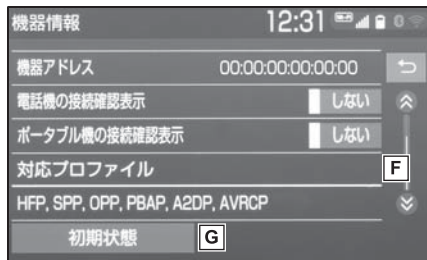 機器情報 12:31 0
機器アドレス 00:00:00:00:00:00
電話機の接続確認表示 しない
ポータブル機の接続確認表示 しない
対応プロファイル F
HFP, SPP, OPP, PBAP, A2DP, AVRCP
初期状態 G